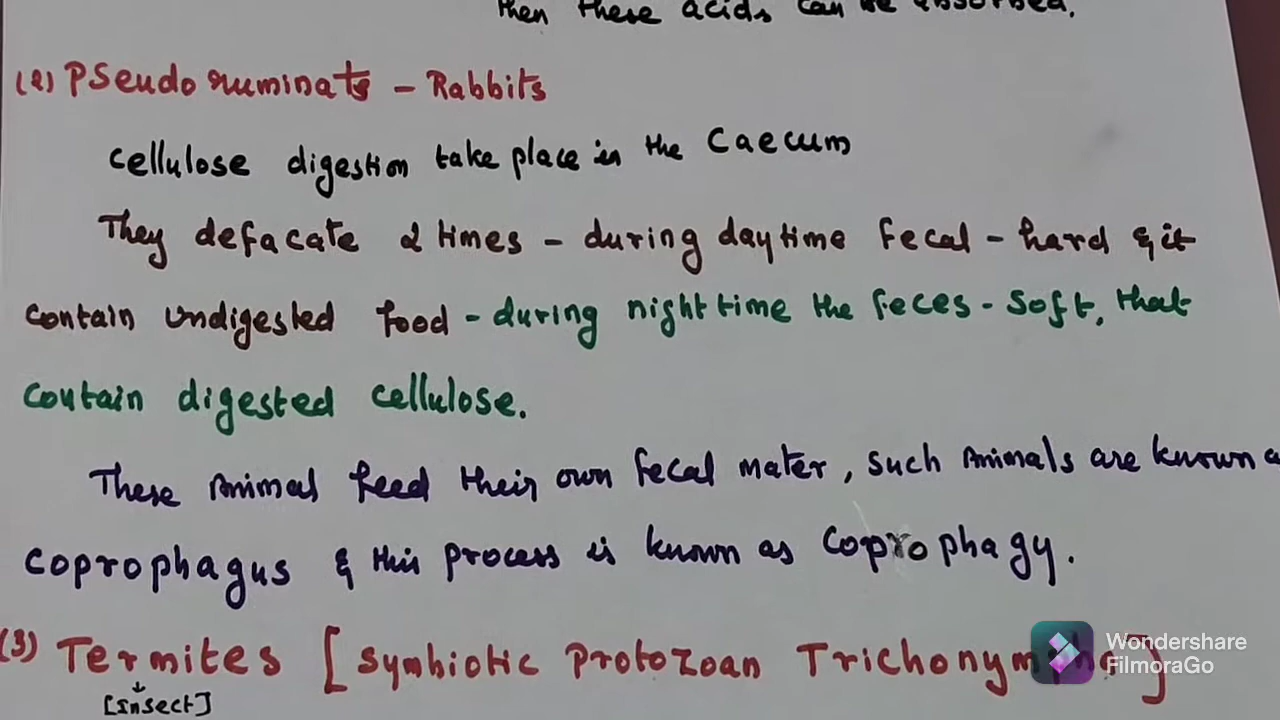 then these acids can be absorbed.
(2) Pseudo ruminats - Rabbits
Cellulose digestion take place in the Caecum
They defacate 2 times - during daytime fecal - hard & it
contain undigested food - during night time the feces - soft, that
contain digested cellulose.
These animal feed their own fecal mater, such animals are known a
coprophagus & this process is known as coprophagy.
(3) Termites [symbiotic protozoan Trichonympha]
[insect]
Wondershare
FilmoraGo